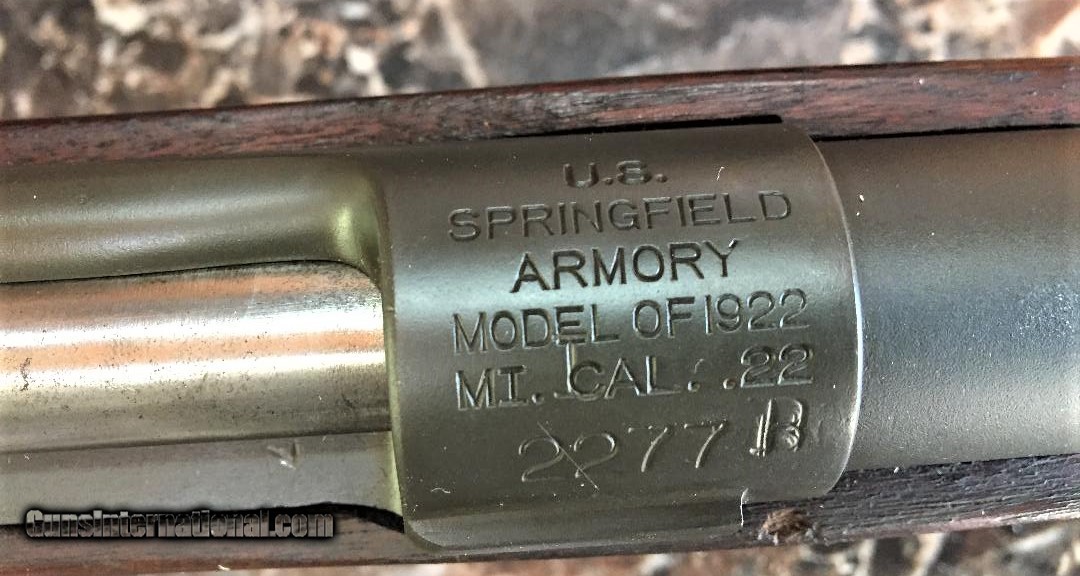 U.S.
SPRINGFIELD
ARMORY
MODEL OF 1922
MI. CAL. .22
2277 B
GunsInternational.com